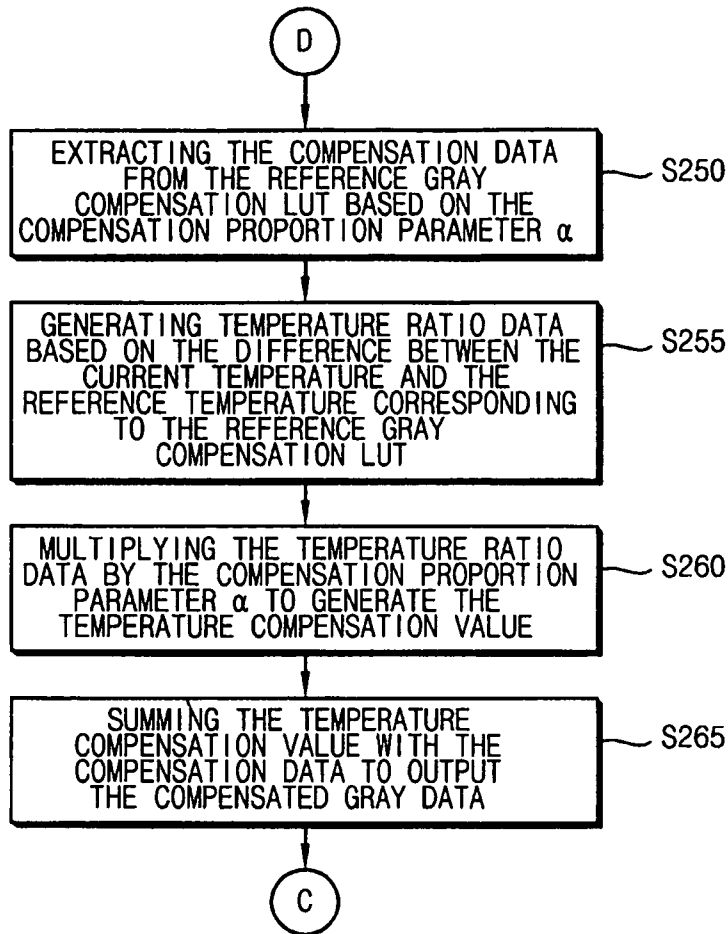 D
EXTRACTING THE COMPENSATION DATA
FROM THE REFERENCE GRAY
COMPENSATION LUT BASED ON THE
COMPENSATION PROPORTION PARAMETER α
S250
GENERATING TEMPERATURE RATIO DATA
BASED ON THE DIFFERENCE BETWEEN THE
CURRENT TEMPERATURE AND THE
REFERENCE TEMPERATURE CORRESPONDING
TO THE REFERENCE GRAY
COMPENSATION LUT
S255
MULTIPLYING THE TEMPERATURE RATIO
DATA BY THE COMPENSATION PROPORTION
PARAMETER α TO GENERATE THE
TEMPERATURE COMPENSATION VALUE
S260
SUMMING THE TEMPERATURE
COMPENSATION VALUE WITH THE
COMPENSATION DATA TO OUTPUT
THE COMPENSATED GRAY DATA
S265
C